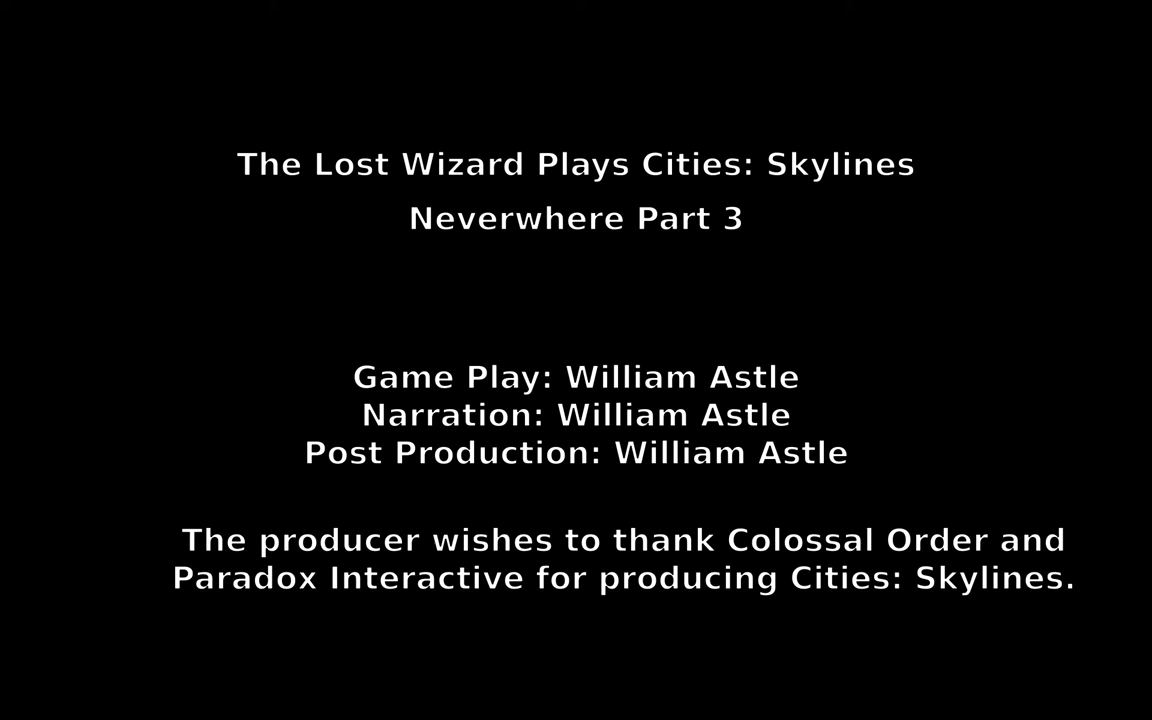 The Lost Wizard Plays Cities: Skylines
Neverwhere Part 3
Game Play: William Astle
Narration: William Astle
Post Production: William Astle
The producer wishes to thank Colossal Order and
Paradox Interactive for producing Cities: Skylines.